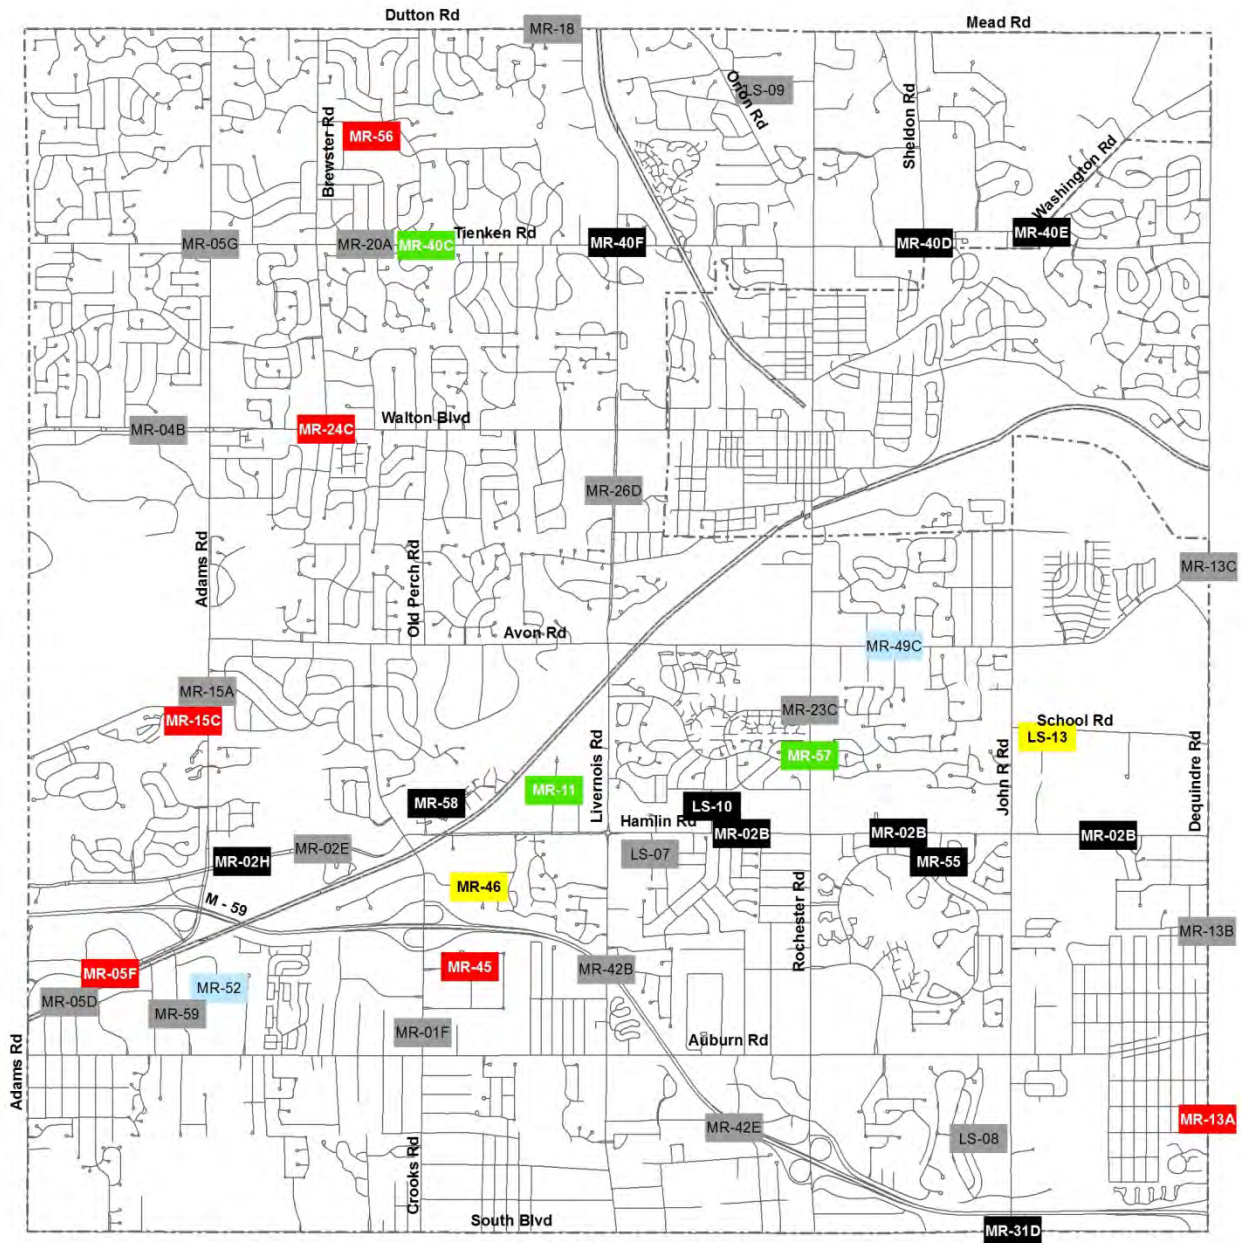 Dutton Rd
MR-18
Mead Rd
Orion Rd
LS-09
Sheldon Rd
MR-56
Brewster Rd
Washington Rd
MR-05G
MR-20A
MR-40C
Tienken Rd
MR-40F
MR-40D
MR-40E
MR-04B
MR-24C
Walton Blvd
MR-26D
Adams Rd
Old Perch Rd
MR-13C
Avon Rd
MR-49C
MR-15A
MR-15C
MR-23C
School Rd
LS-13
MR-57
Livernois Rd
John R Rd
Dequindre Rd
MR-58
MR-11
LS-10
Hamlin Rd
MR-02B
MR-02B
MR-02B
MR-02H
MR-02E
LS-07
MR-55
MR-46
M - 59
Rochester Rd
MR-13B
MR-05F
MR-45
MR-42B
MR-52
MR-05D
MR-59
MR-01F
Auburn Rd
Adams Rd
MR-13A
MR-42E
LS-08
Crooks Rd
South Blvd
MR-31D